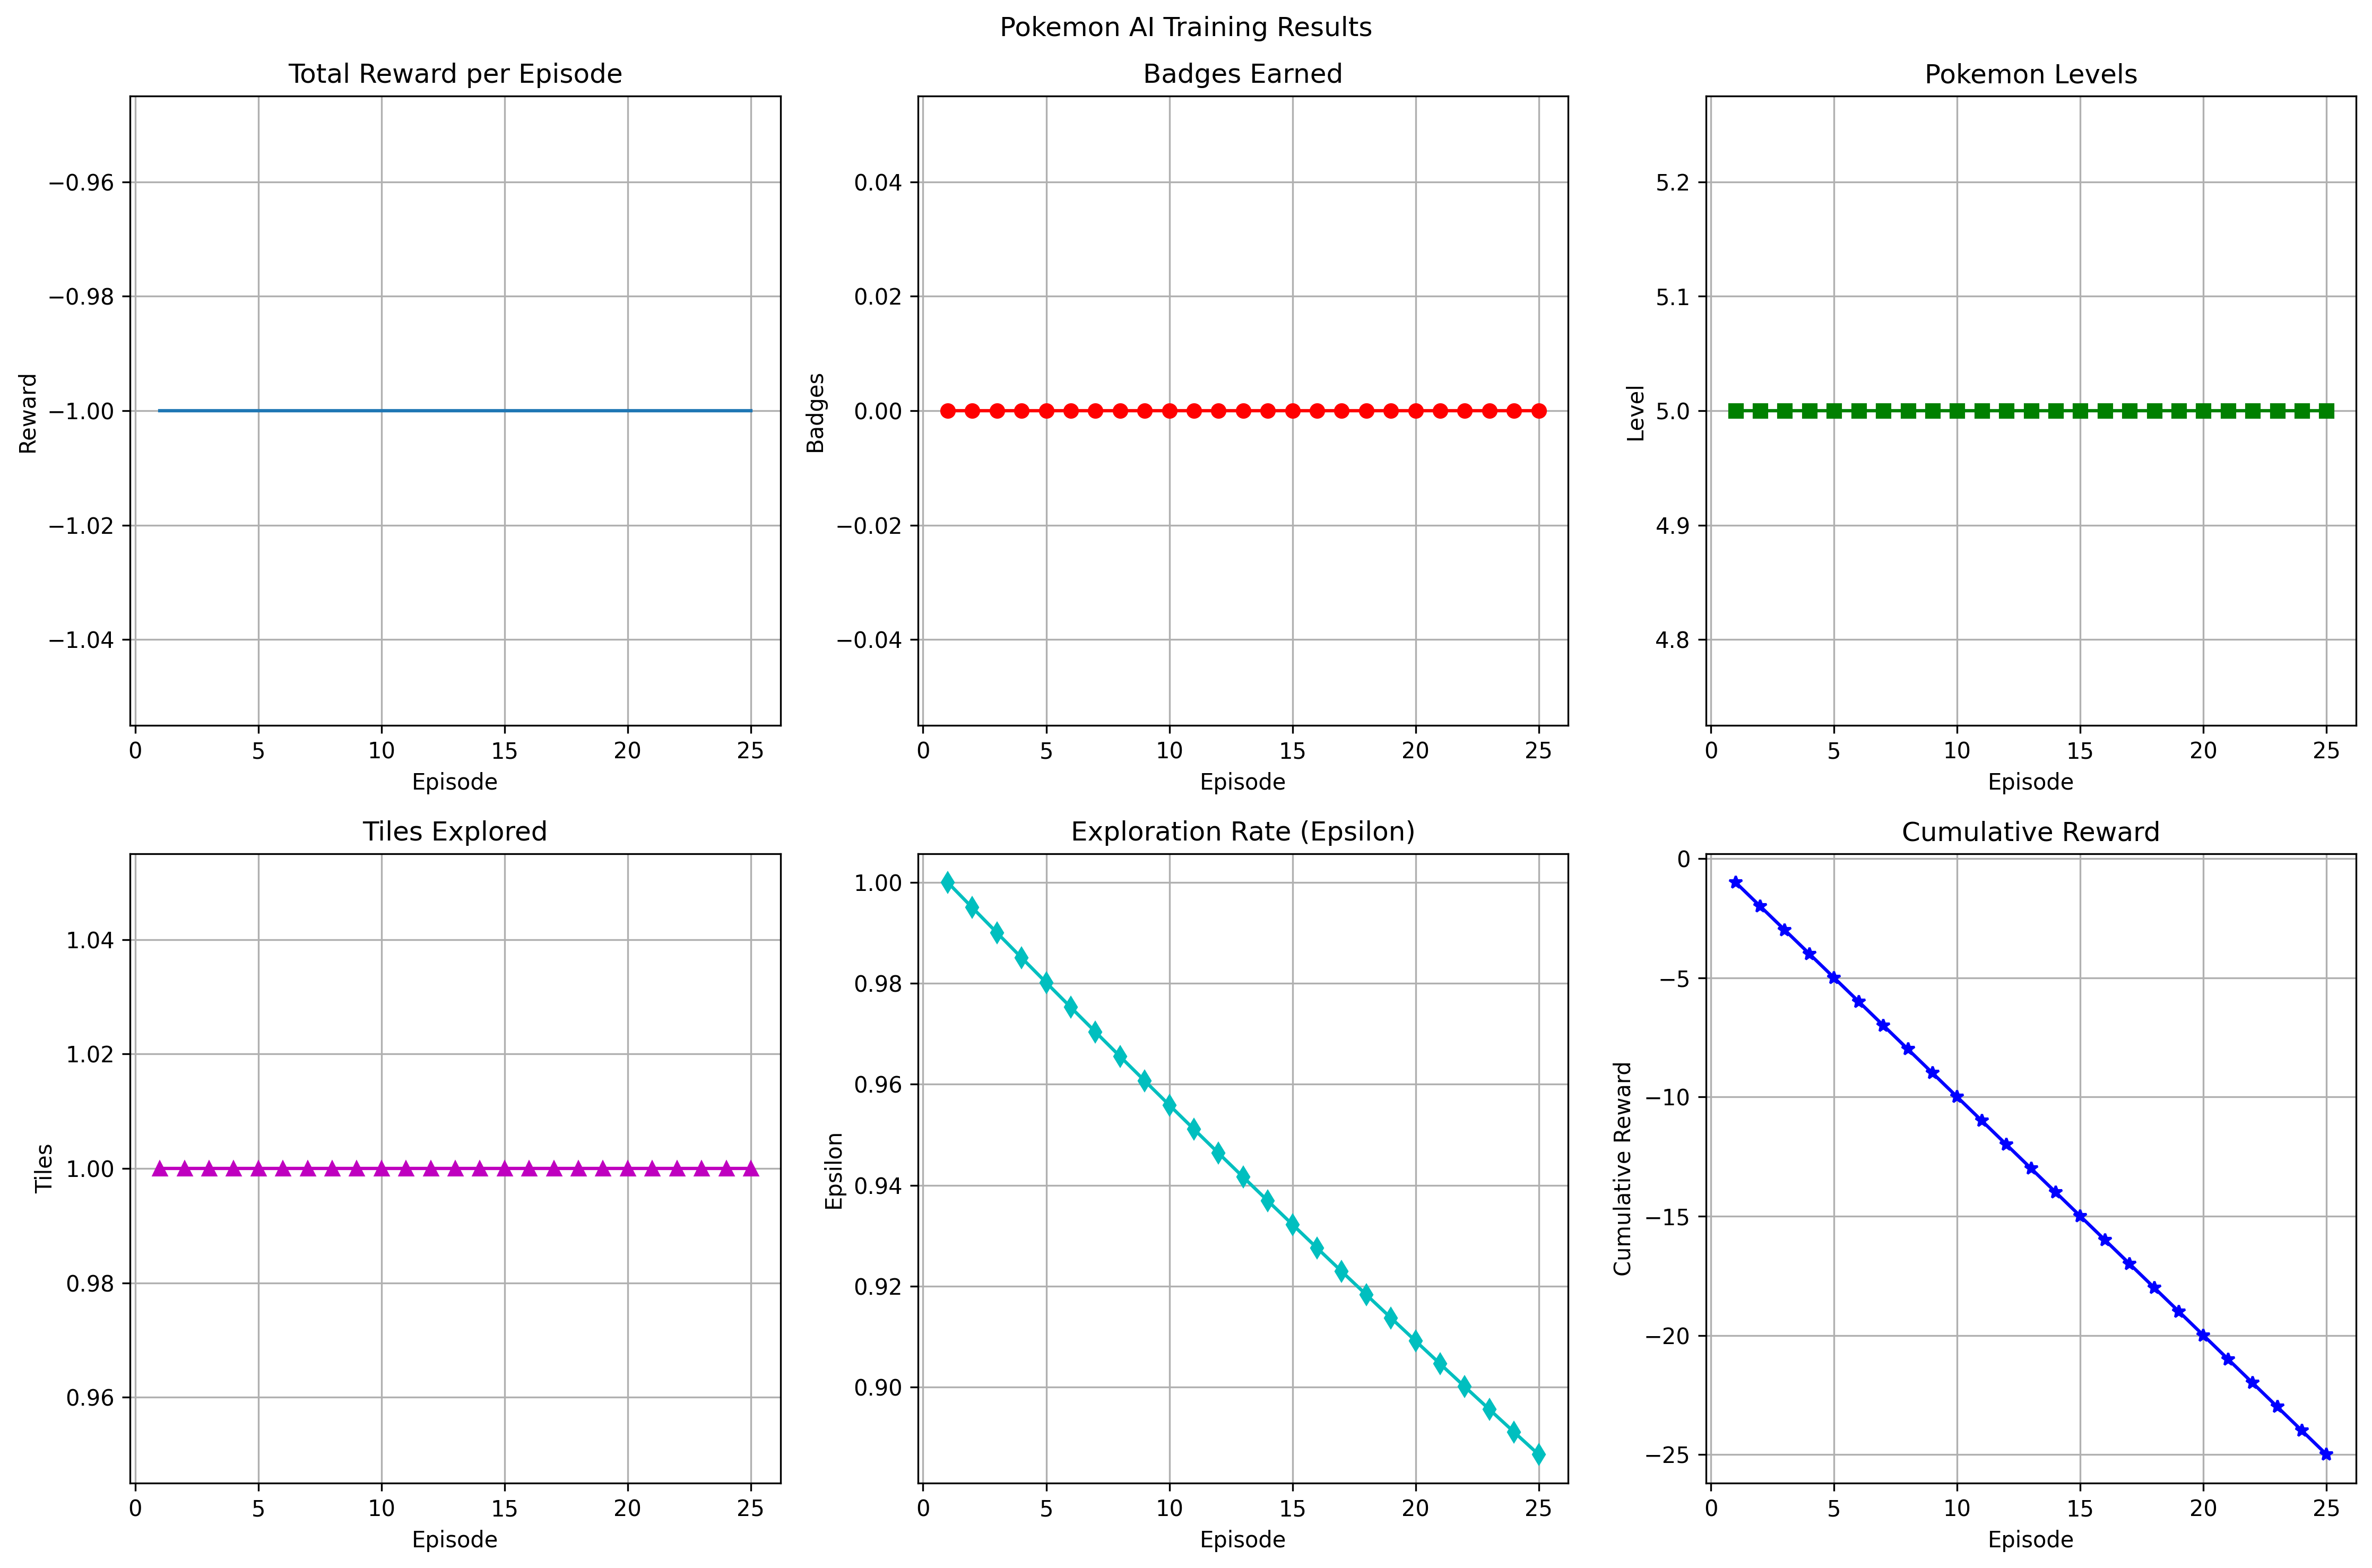 Pokemon AI Training Results
Total Reward per Episode
−0.96
−0.98
−1.00
−1.02
−1.04
Reward
0 5 10 15 20 25
Episode
Badges Earned
0.04
0.02
0.00
−0.02
−0.04
Badges
0 5 10 15 20 25
Episode
Pokemon Levels
5.2
5.1
5.0
4.9
4.8
Level
0 5 10 15 20 25
Episode
Tiles Explored
1.04
1.02
1.00
0.98
0.96
Tiles
0 5 10 15 20 25
Episode
Exploration Rate (Epsilon)
1.00
0.98
0.96
0.94
0.92
0.90
Epsilon
0 5 10 15 20 25
Episode
Cumulative Reward
0
−5
−10
−15
−20
−25
Cumulative Reward
0 5 10 15 20 25
Episode